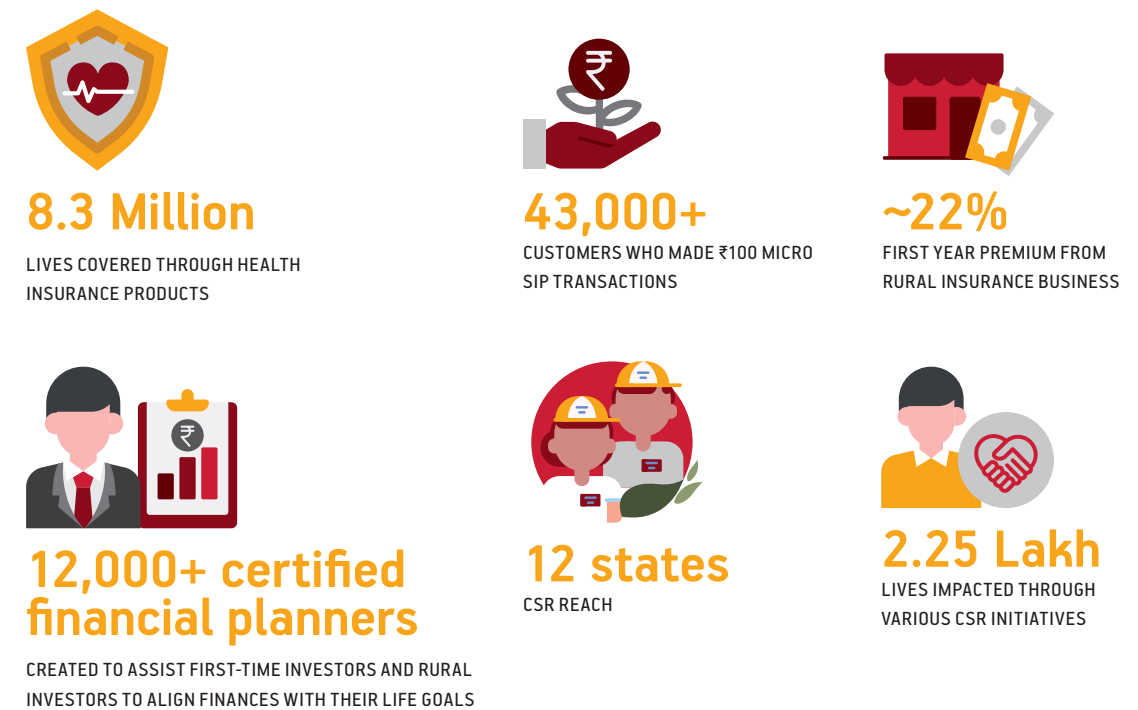 8.3 Million
LIVES COVERED THROUGH HEALTH
INSURANCE PRODUCTS
₹
43,000+
CUSTOMERS WHO MADE ₹100 MICRO
SIP TRANSACTIONS
~22%
FIRST YEAR PREMIUM FROM
RURAL INSURANCE BUSINESS
₹
12,000+ certified
financial planners
CREATED TO ASSIST FIRST-TIME INVESTORS AND RURAL
INVESTORS TO ALIGN FINANCES WITH THEIR LIFE GOALS
12 states
CSR REACH
2.25 Lakh
LIVES IMPACTED THROUGH
VARIOUS CSR INITIATIVES